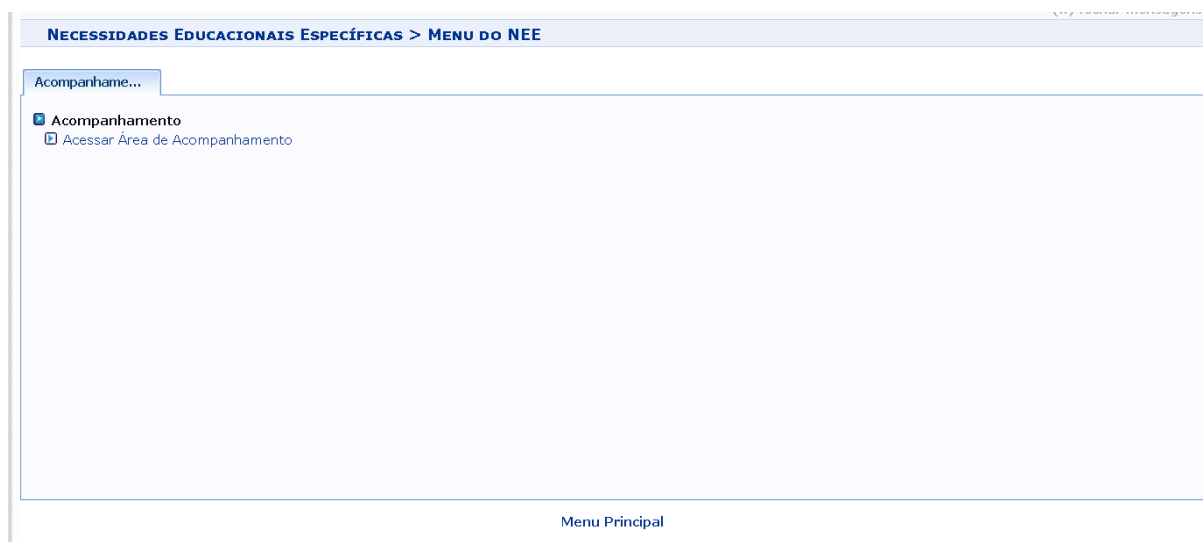 NECESSIDADES EDUCACIONAIS ESPECÍFICAS > MENU DO NEE
Acompanhame...
Acompanhamento
Acessar Área de Acompanhamento
Menu Principal